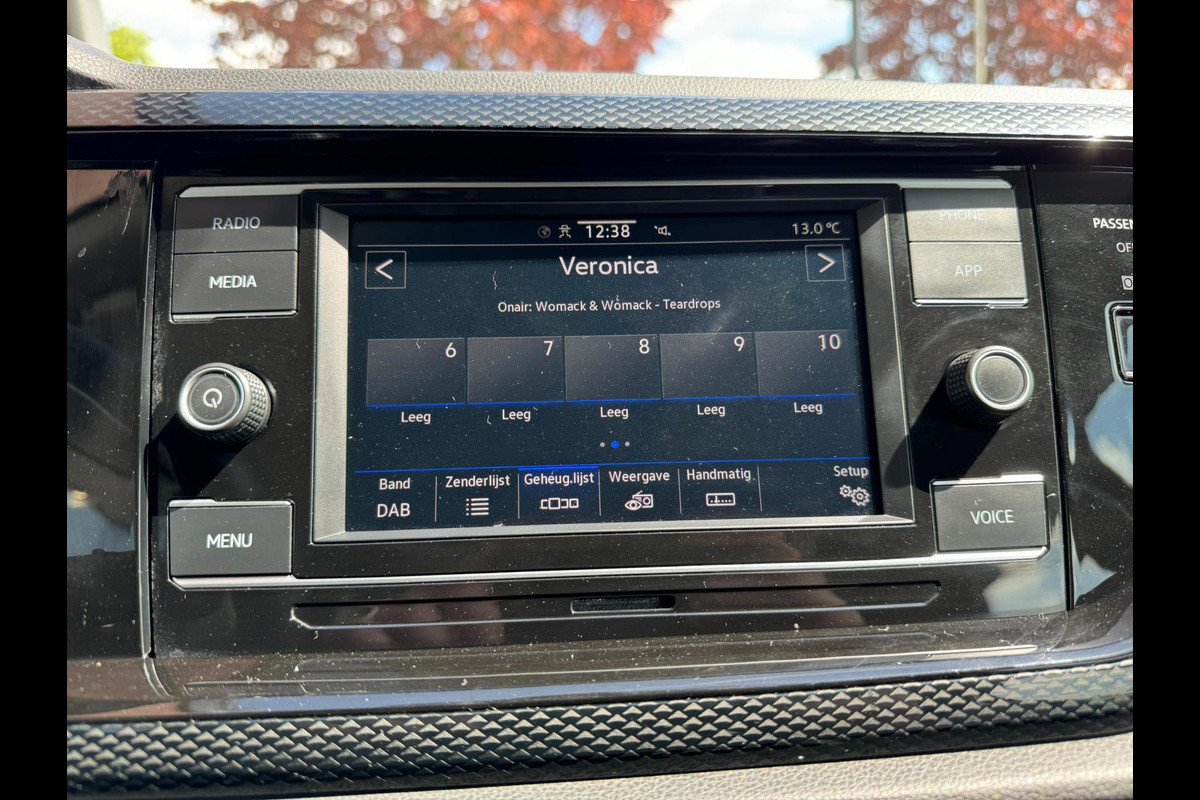 RADIO
MEDIA
MENU
12:38
13.0 °C
<
Veronica
>
Onair: Womack & Womack - Teardrops
6 7 8 9 10
Leeg Leeg Leeg Leeg Leeg
Band Zenderlijst Geheug.lijst Weergave Handmatig. Setup
DAB
PHONE
APP
VOICE
PASSEN
OF